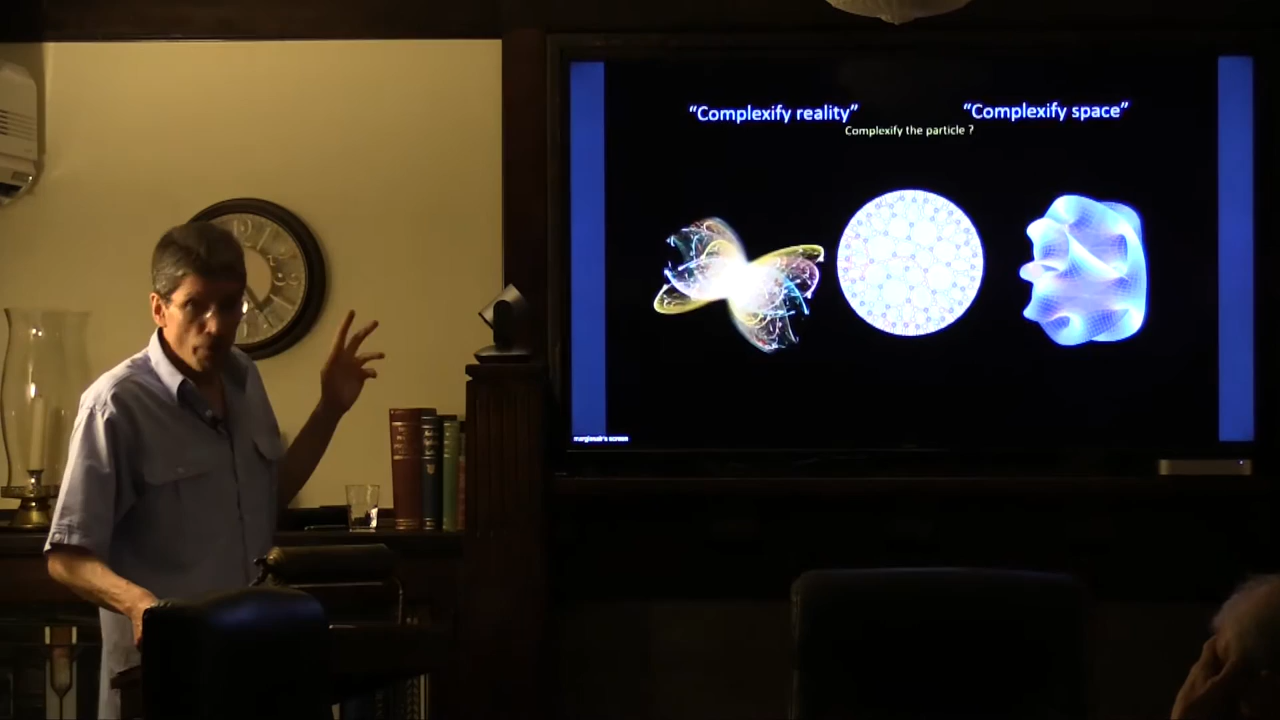 “Complexify reality”
“Complexify space”
Complexify the particle ?